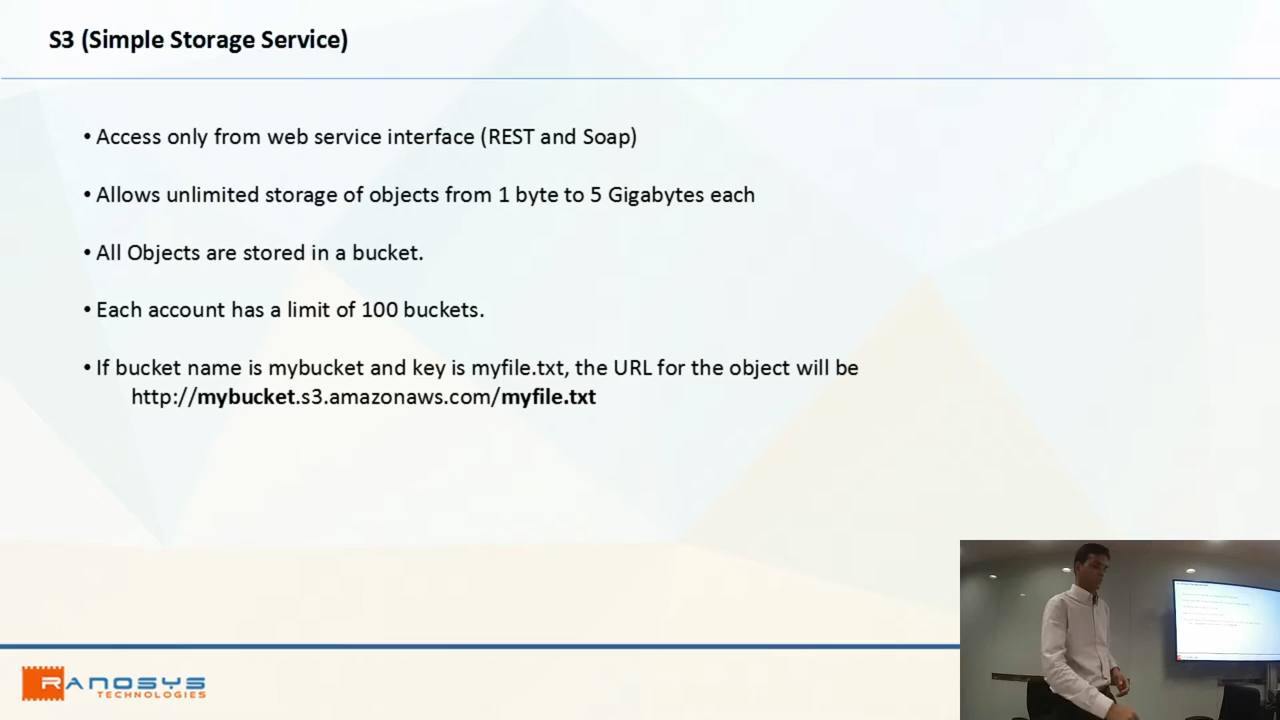 S3 (Simple Storage Service)
• Access only from web service interface (REST and Soap)
• Allows unlimited storage of objects from 1 byte to 5 Gigabytes each
• All Objects are stored in a bucket.
• Each account has a limit of 100 buckets.
• If bucket name is mybucket and key is myfile.txt, the URL for the object will be
http://mybucket.s3.amazonaws.com/myfile.txt
RANOSYS
TECHNOLOGIES